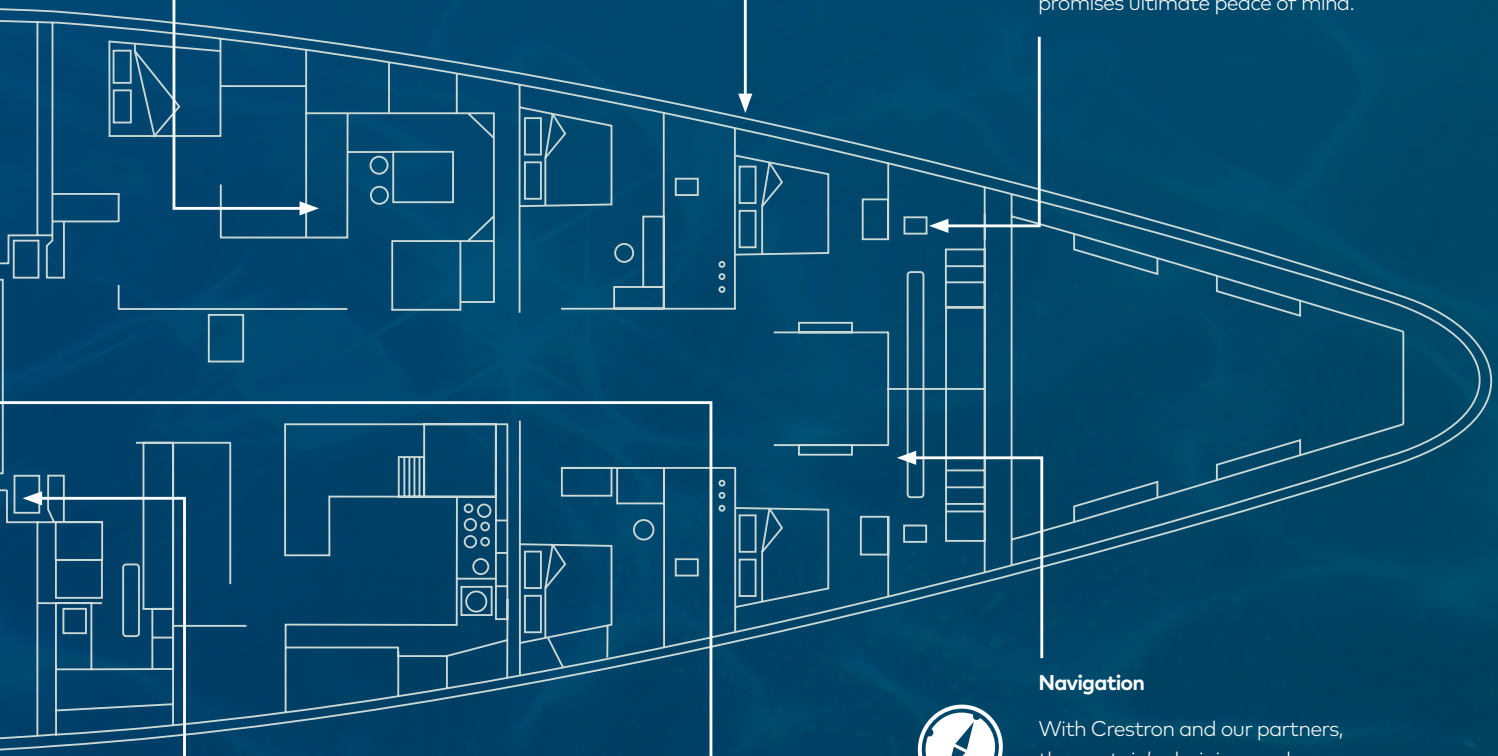 promises ultimate peace of mind.
Navigation
With Crestron and our partners,